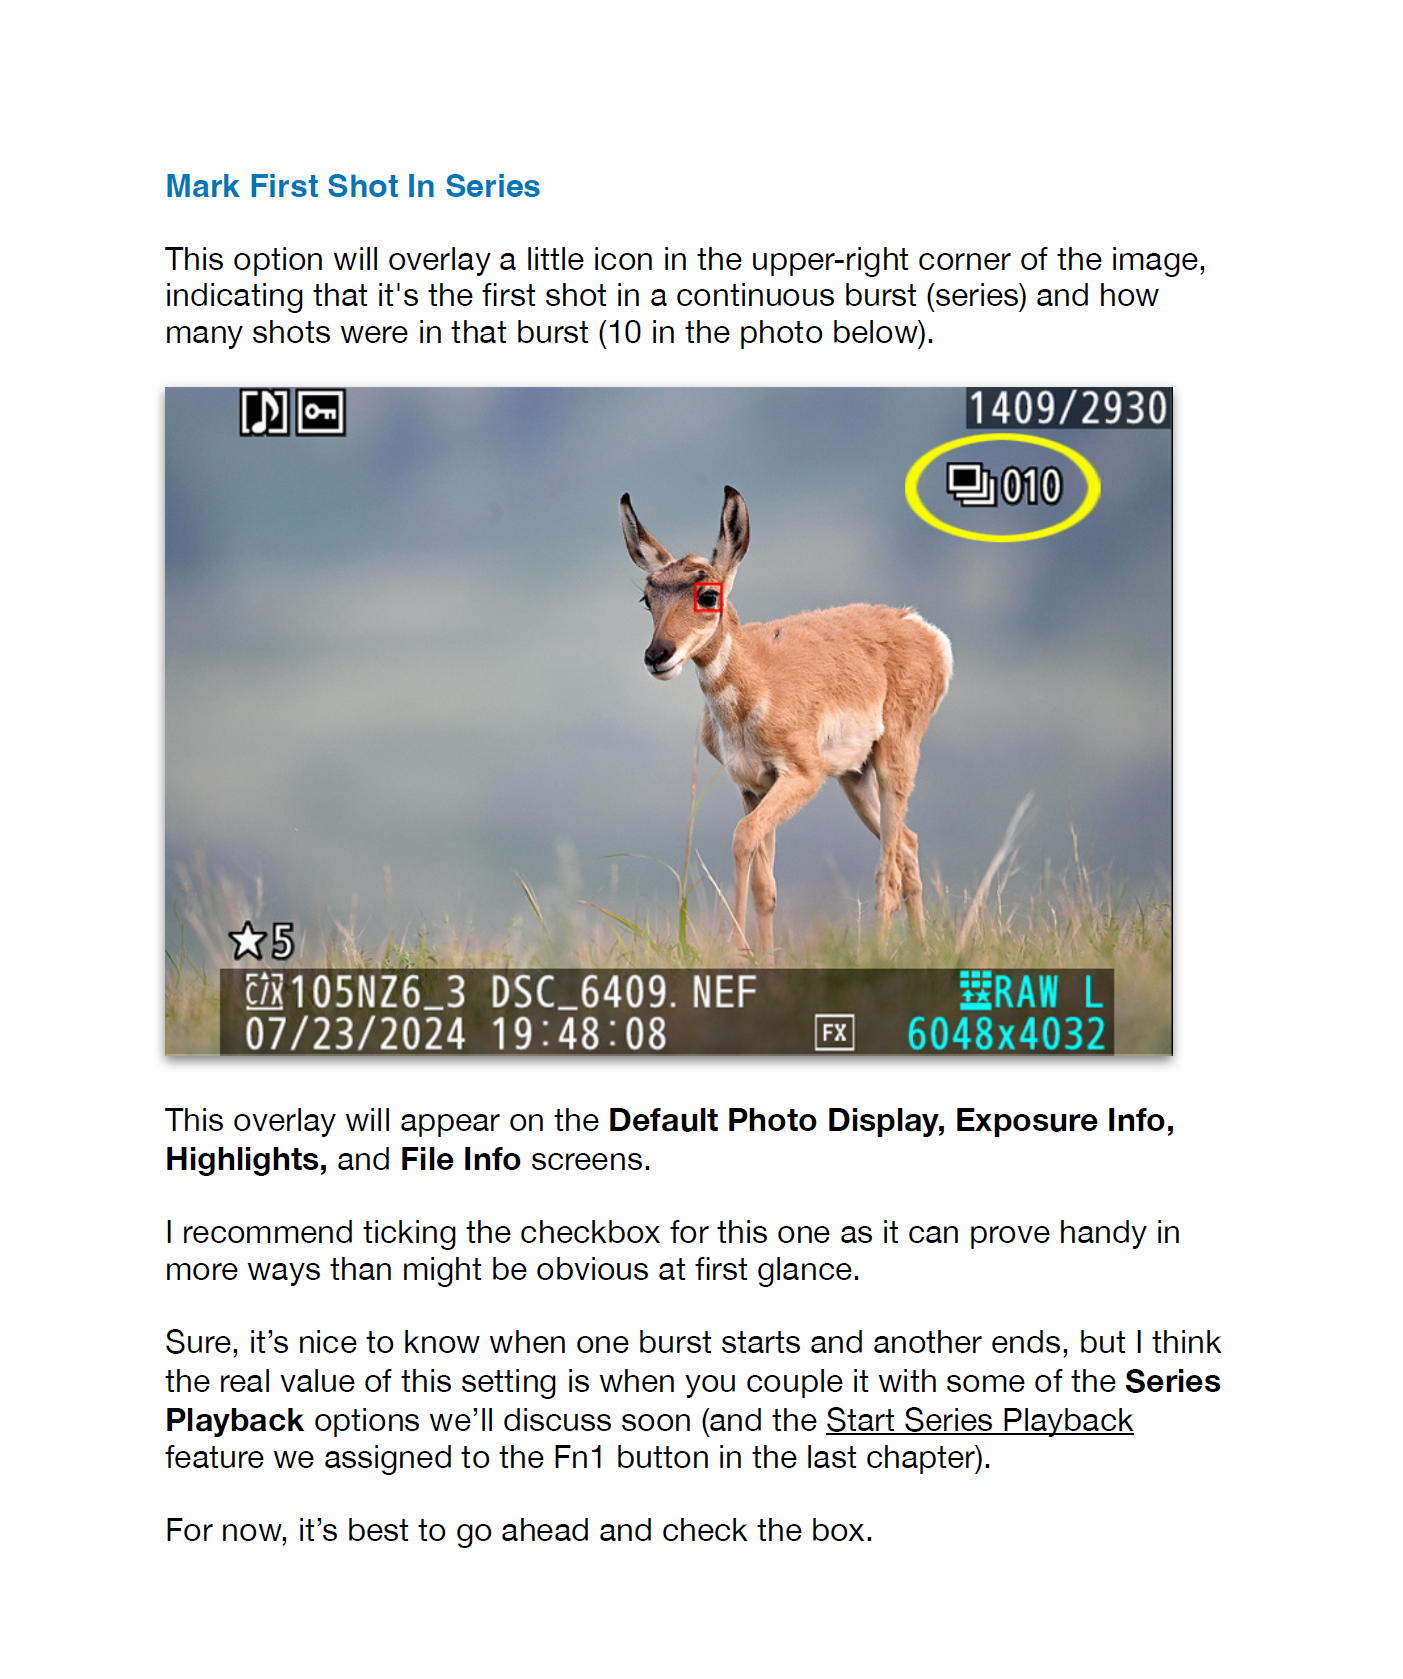 Mark First Shot In Series
This option will overlay a little icon in the upper-right corner of the image,
indicating that it's the first shot in a continuous burst (series) and how
many shots were in that burst (10 in the photo below).
1409/2930
010
5
C/X 105NZ6_3 DSC_6409. NEF RAW L
07/23/2024 19:48:08 FX 6048x4032
This overlay will appear on the Default Photo Display, Exposure Info,
Highlights, and File Info screens.
I recommend ticking the checkbox for this one as it can prove handy in
more ways than might be obvious at first glance.
Sure, it’s nice to know when one burst starts and another ends, but I think
the real value of this setting is when you couple it with some of the Series
Playback options we’ll discuss soon (and the Start Series Playback
feature we assigned to the Fn1 button in the last chapter).
For now, it’s best to go ahead and check the box.